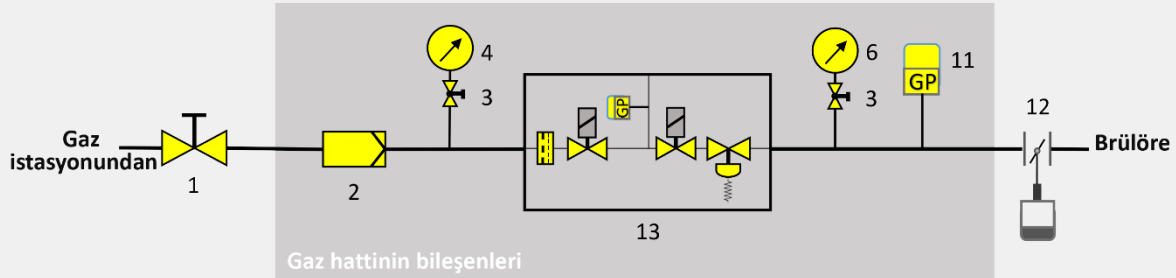 4
6
11
GP
3
GP
3
12
Gaz
istasyonundan
Brülöre
1
2
13
Gaz hattinin bileşenleri